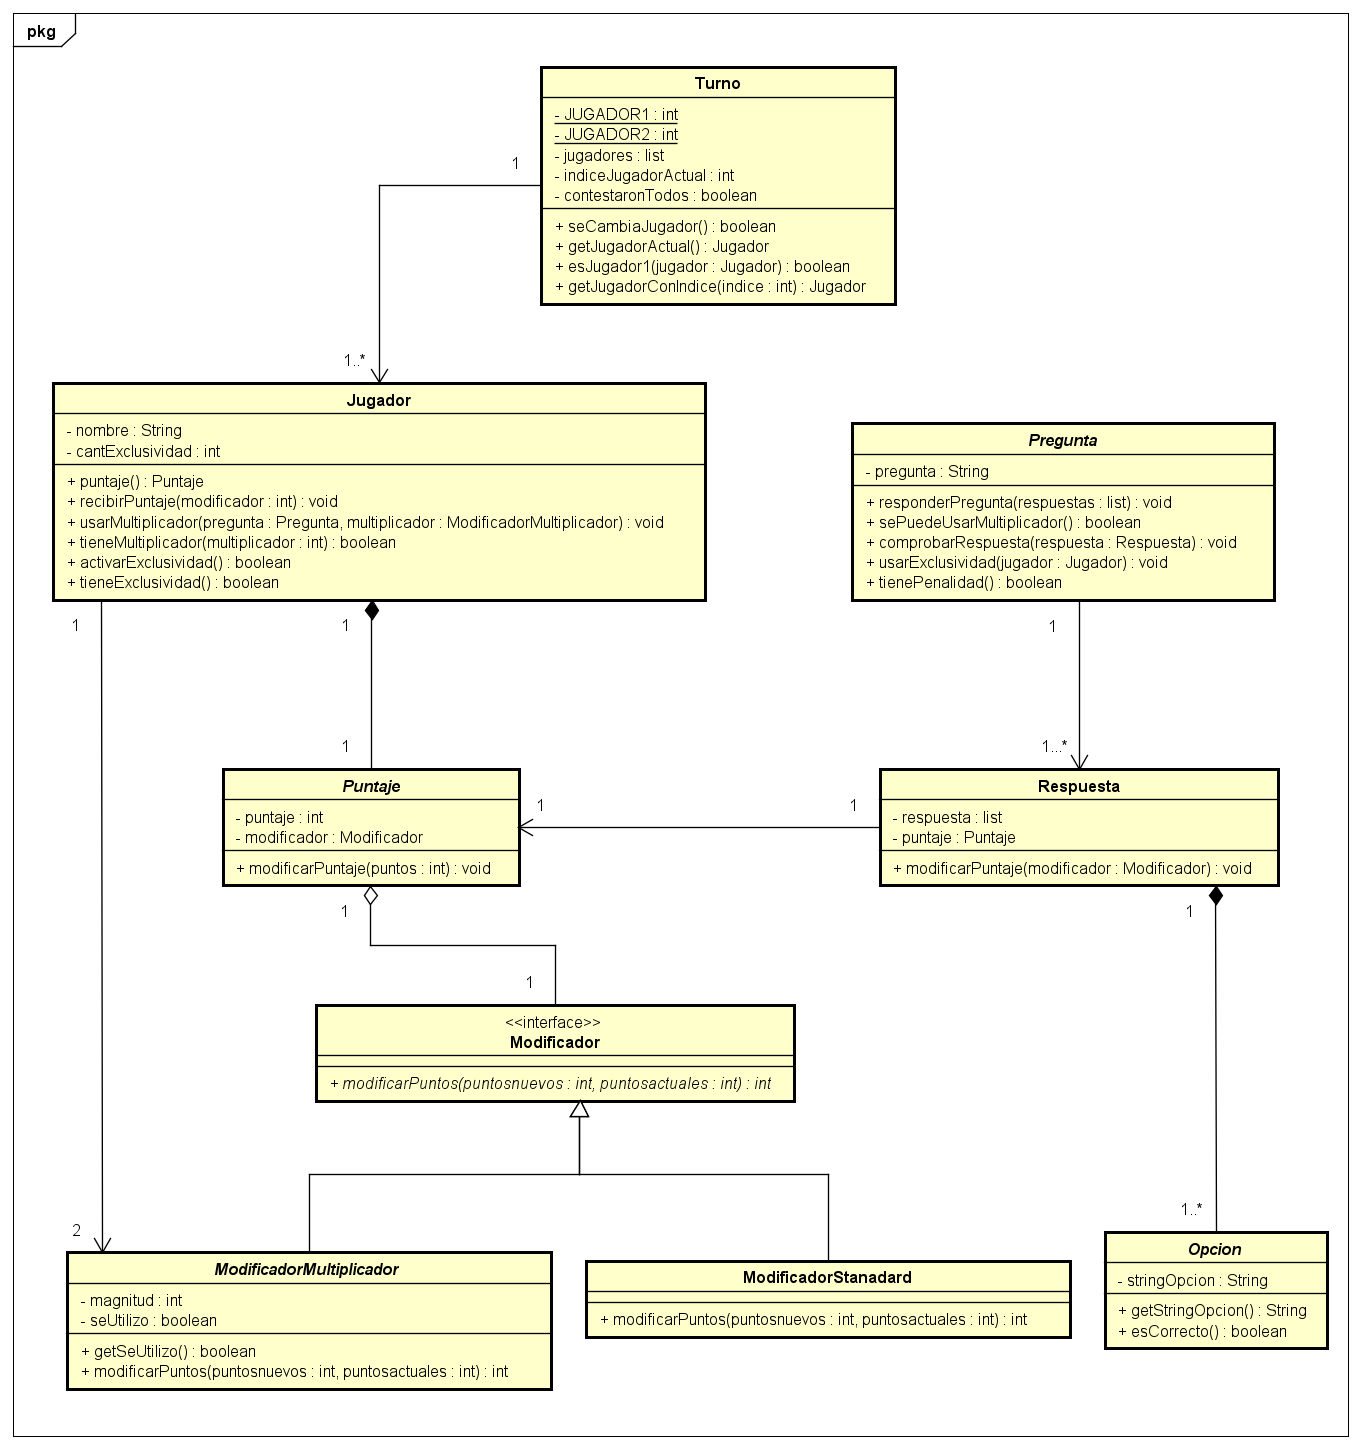 pkg
Turno
- JUGADOR1 : int
- JUGADOR2 : int
- jugadores : list
- indiceJugadorActual : int
- contestaronTodos : boolean
+ seCambiaJugador() : boolean
+ getJugadorActual() : Jugador
+ esJugador1(jugador : Jugador) : boolean
+ getJugadorConIndice(indice : int) : Jugador
1
1..*
Jugador
- nombre : String
- cantExclusividad : int
+ puntaje() : Puntaje
+ recibirPuntaje(modificador : int) : void
+ usarMultiplicador(pregunta : Pregunta, multiplicador : ModificadorMultiplicador) : void
+ tieneMultiplicador(multiplicador : int) : boolean
+ activarExclusividad() : boolean
+ tieneExclusividad() : boolean
Pregunta
- pregunta : String
+ responderPregunta(respuestas : list) : void
+ sePuedeUsarMultiplicador() : boolean
+ comprobarRespuesta(respuesta : Respuesta) : void
+ usarExclusividad(jugador : Jugador) : void
+ tienePenalidad() : boolean
1
1
1
1
1...*
Puntaje
- puntaje : int
- modificador : Modificador
+ modificarPuntaje(puntos : int) : void
1
1
Respuesta
- respuesta : list
- puntaje : Puntaje
+ modificarPuntaje(modificador : Modificador) : void
1
1
1
<<interface>>
Modificador
+ modificarPuntos(puntosnuevos : int, puntosactuales : int) : int
2
1..*
ModificadorMultiplicador
- magnitud : int
- seUtilizo : boolean
+ getSeUtilizo() : boolean
+ modificarPuntos(puntosnuevos : int, puntosactuales : int) : int
ModificadorStanadard
+ modificarPuntos(puntosnuevos : int, puntosactuales : int) : int
Opcion
- stringOpcion : String
+ getStringOpcion() : String
+ esCorrecto() : boolean